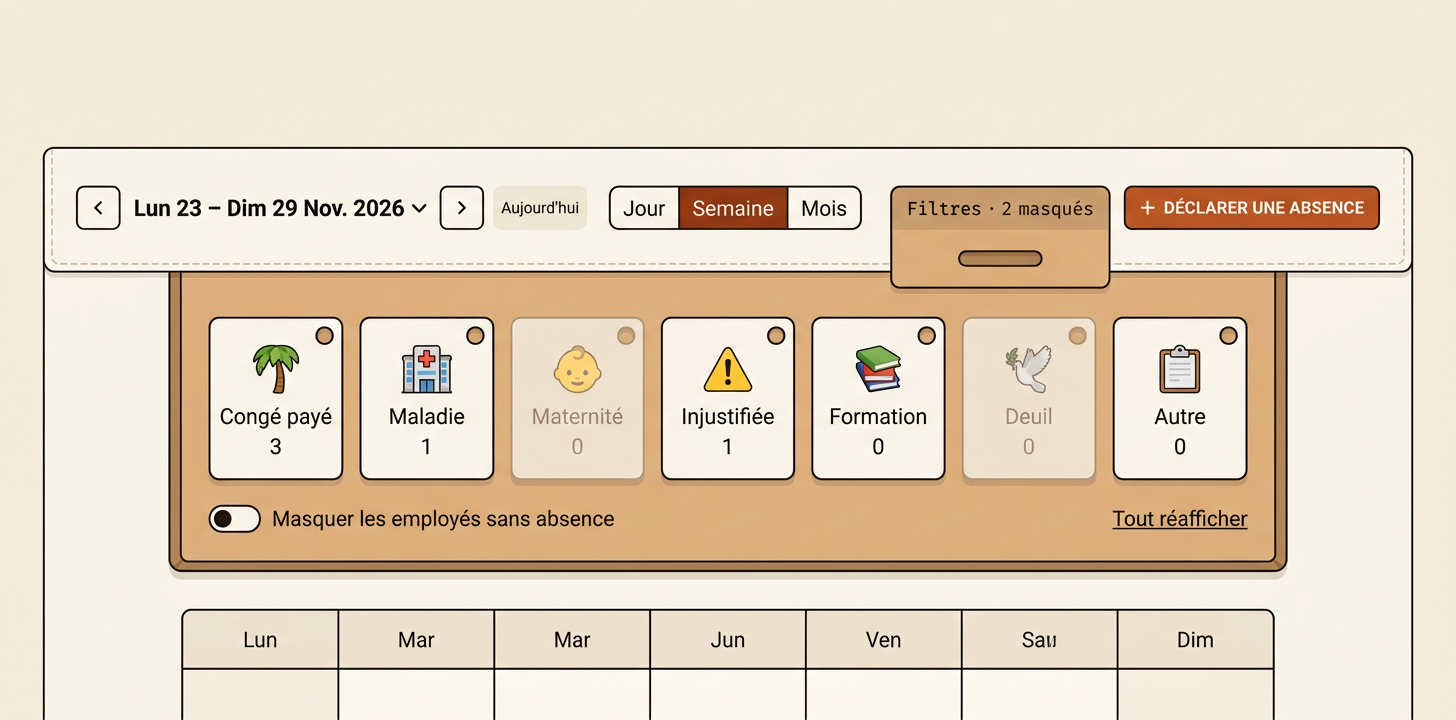 Lun 23 – Dim 29 Nov. 2026
Aujourd'hui
Jour
Semaine
Mois
Filtres · 2 masqués
+ DÉCLARER UNE ABSENCE
Congé payé
3
Maladie
1
Maternité
0
Injustifiée
1
Formation
0
Deuil
0
Autre
0
Masquer les employés sans absence
Tout réafficher
Lun
Mar
Mar
Jun
Ven
Sau
Dim